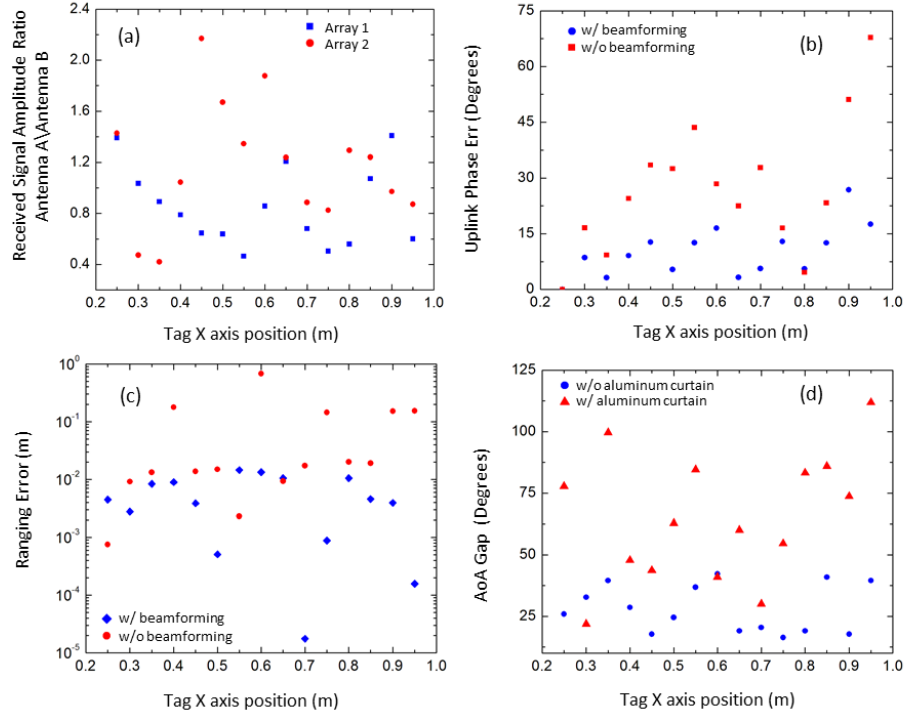 (a)
Array 1
Array 2
Received Signal Amplitude Ratio
Antenna A\Antenna B
2.4
2.0
1.6
1.2
0.8
0.4
0.2 0.3 0.4 0.5 0.6 0.7 0.8 0.9 1.0
Tag X axis position (m)
(b)
w/ beamforming
w/o beamforming
Uplink Phase Err (Degrees)
75
60
45
30
15
0
0.2 0.3 0.4 0.5 0.6 0.7 0.8 0.9 1.0
Tag X axis position (m)
(c)
Ranging Error (m)
10^0
10^-1
10^-2
10^-3
10^-4
10^-5
w/ beamforming
w/o beamforming
0.2 0.3 0.4 0.5 0.6 0.7 0.8 0.9 1.0
Tag X axis position (m)
(d)
w/o aluminum curtain
w/ aluminum curtain
AoA Gap (Degrees)
125
100
75
50
25
0.2 0.3 0.4 0.5 0.6 0.7 0.8 0.9 1.0
Tag X axis position (m)